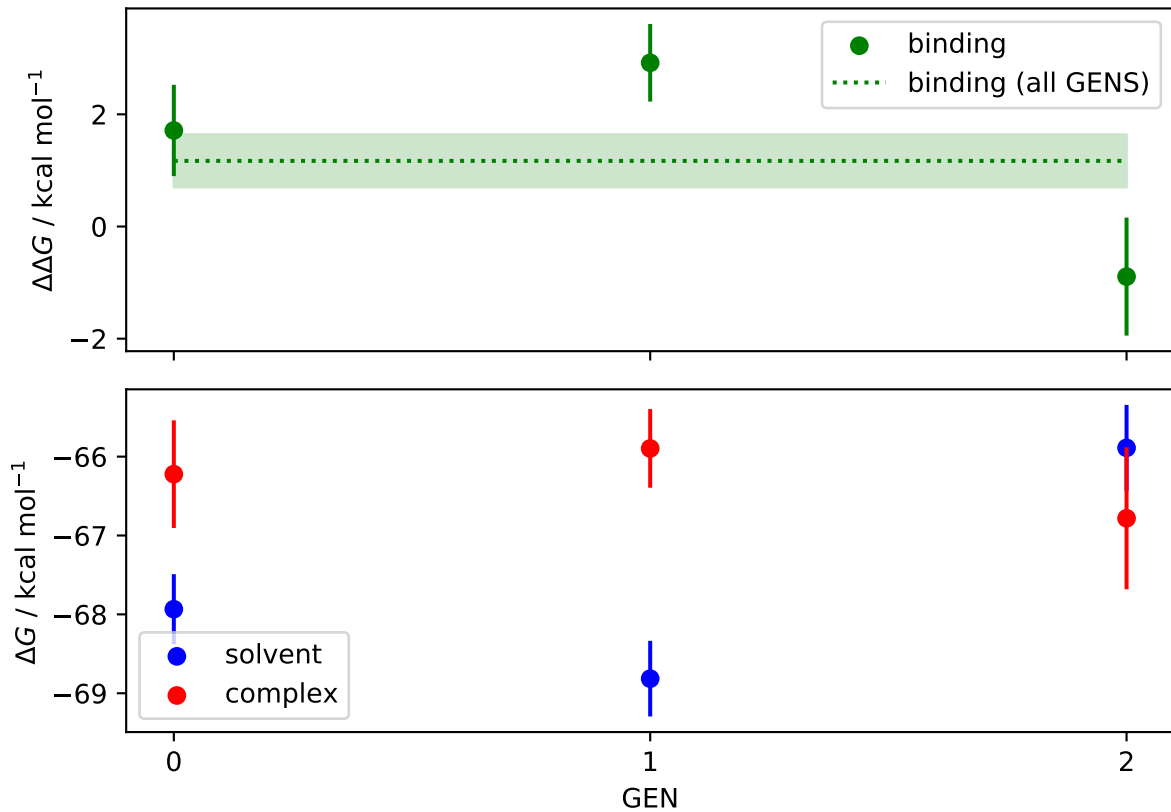 ΔΔG / kcal mol⁻¹
2
0
−2
binding
binding (all GENS)
ΔG / kcal mol⁻¹
−66
−67
−68
−69
solvent
complex
0
1
2
GEN